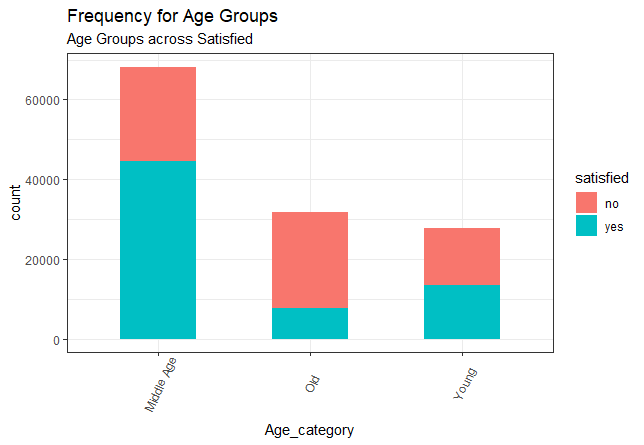 Frequency for Age Groups
Age Groups across Satisfied
count
60000
40000
20000
0
Middle Age
Old
Young
Age_category
satisfied
no
yes